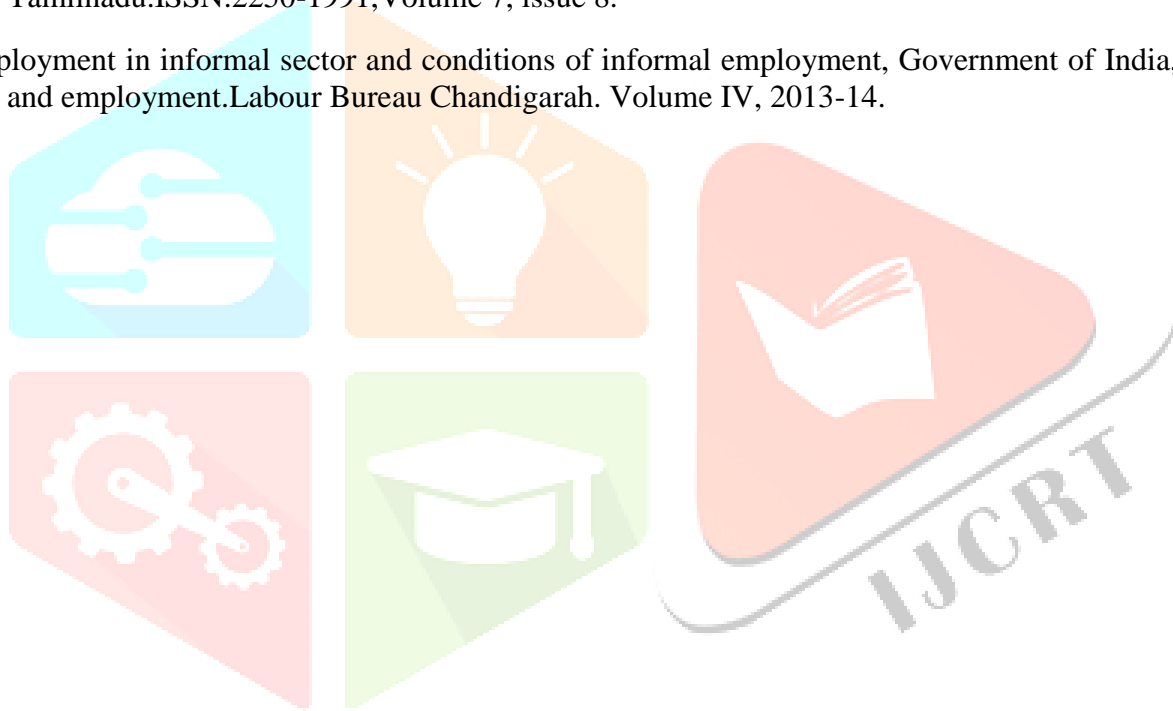 Tamilnadu.ISSN:2250-1991,Volume 7, issue 8.
ployment in informal sector and conditions of informal employment, Government of India,
and employment.Labour Bureau Chandigarah. Volume IV, 2013-14.
IJCRT